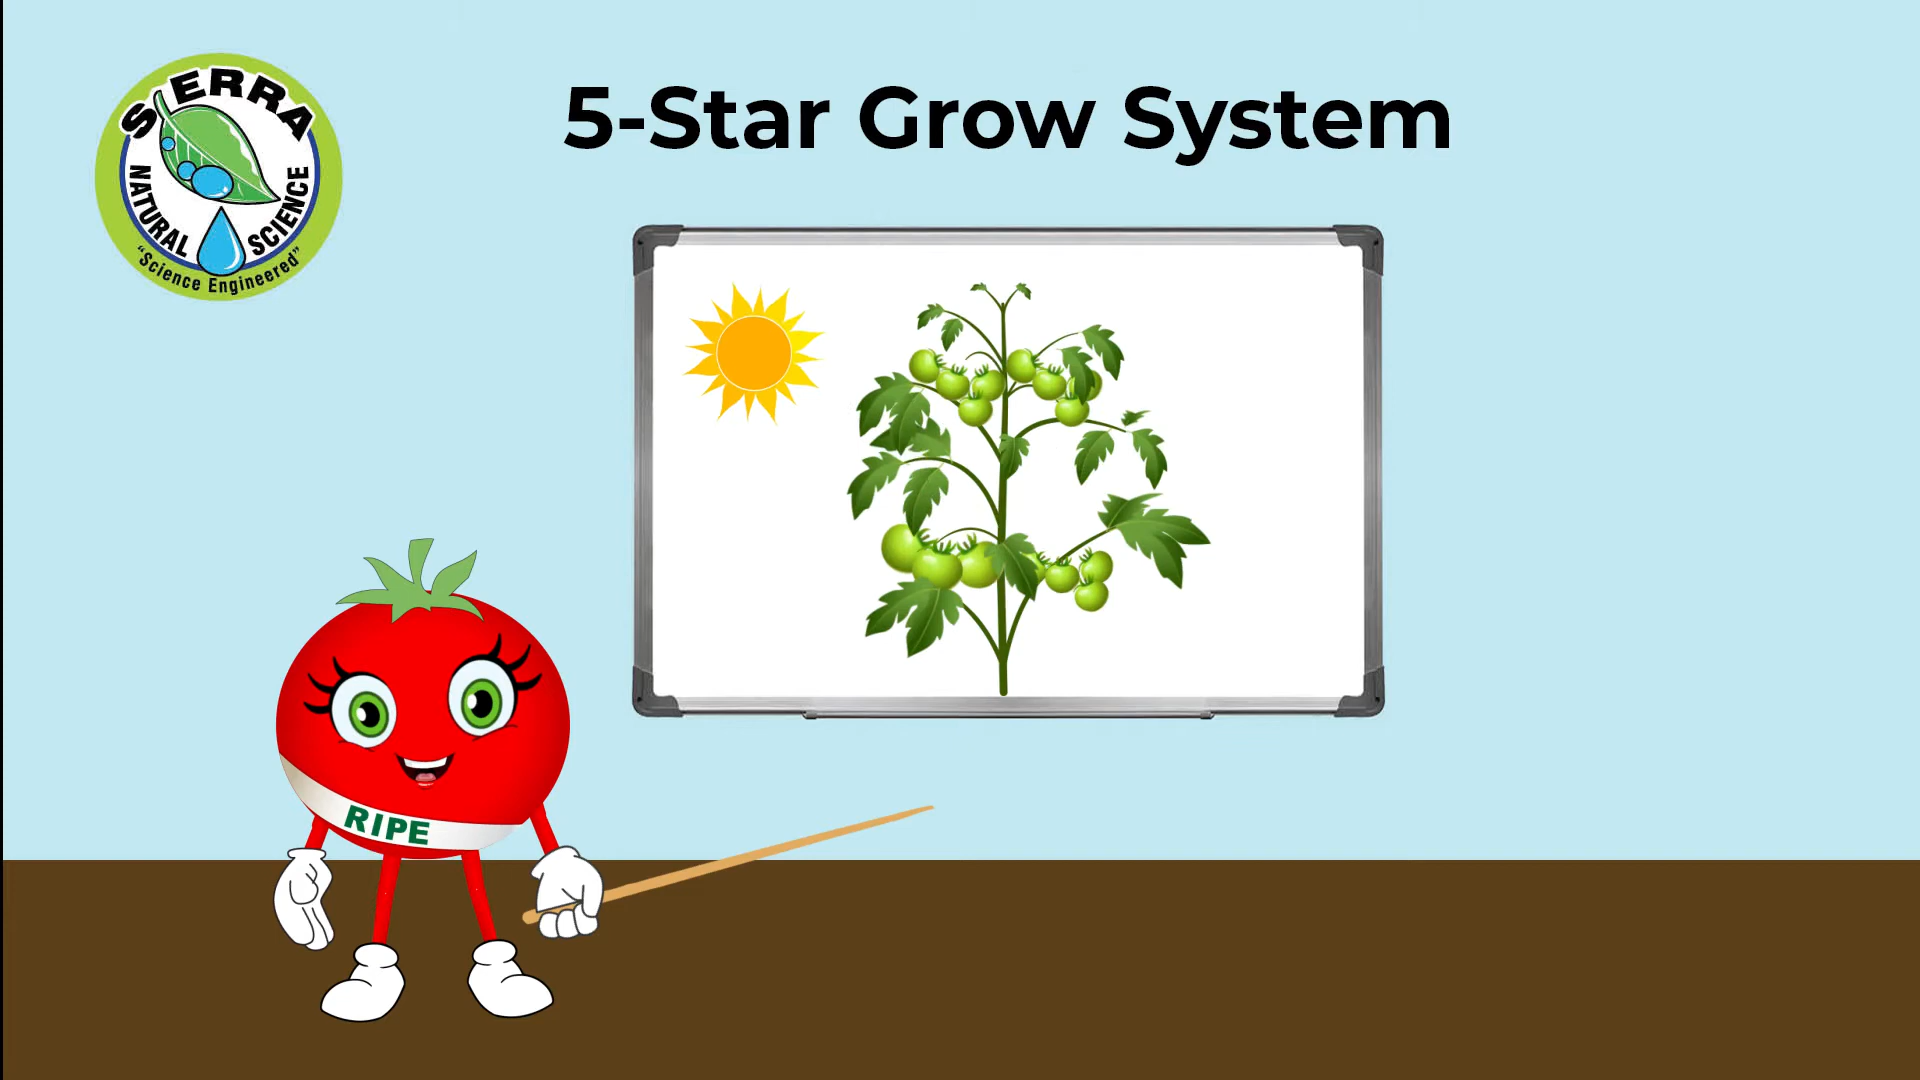 SIERRA
NATURAL SCIENCE
"Science Engineered"
5-Star Grow System
RIPE